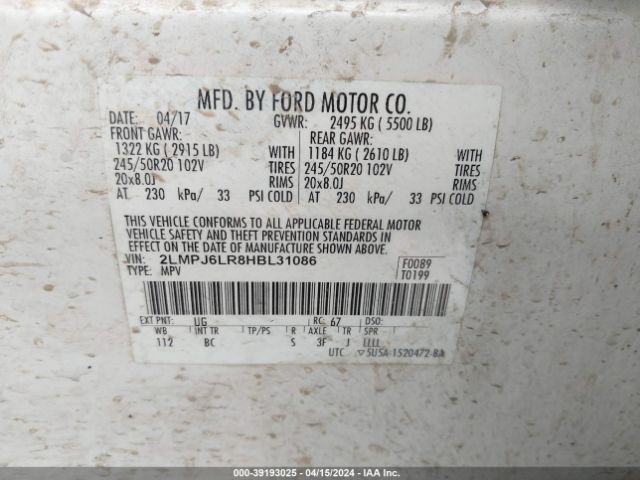 MFD. BY FORD MOTOR CO.
DATE: 04/17 GVWR: 2495 KG ( 5500 LB)
FRONT GAWR: REAR GAWR:
1322 KG ( 2915 LB) WITH 1184 KG ( 2610 LB) WITH
245/50R20 102V TIRES 245/50R20 102V TIRES
20x8.0J RIMS 20x8.0J RIMS
AT 230 kPa/ 33 PSI COLD AT 230 kPa/ 33 PSI COLD
THIS VEHICLE CONFORMS TO ALL APPLICABLE FEDERAL MOTOR
VEHICLE SAFETY AND THEFT PREVENTION STANDARDS IN
EFFECT ON THE DATE OF MANUFACTURE SHOWN ABOVE.
VIN: 2LMPJ6LR8HBL31086 F0089
TYPE: MPV T0199
EXT PNT: UG RC: 67 DSO:
WB INT TR TP/PS R AXLE TR SPR
112 BC S 3F J LLLL
UTC ▽5U5A-1520472-BA
000-39193025 - 04/15/2024 - IAA Inc.